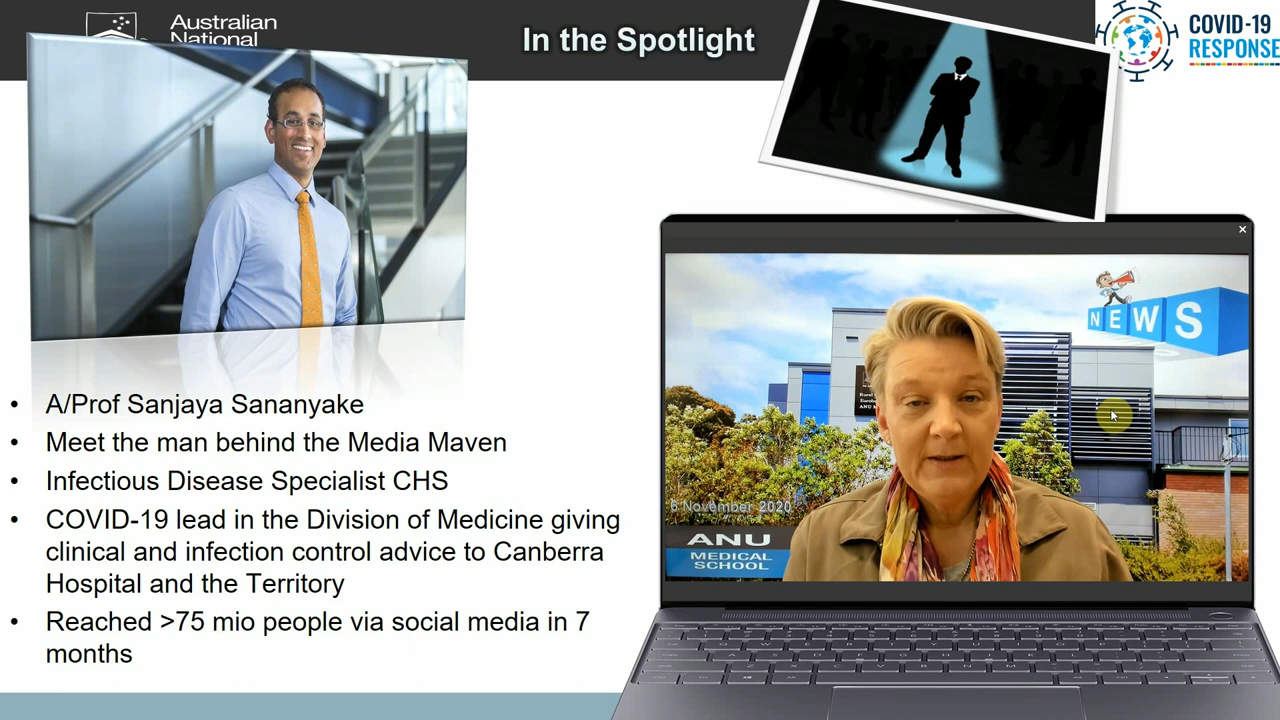 Australian
National
In the Spotlight
COVID-19
RESPONSE
NEWS
6 November 2020
ANU
MEDICAL
SCHOOL
• A/Prof Sanjaya Sananyake
• Meet the man behind the Media Maven
• Infectious Disease Specialist CHS
• COVID-19 lead in the Division of Medicine giving
clinical and infection control advice to Canberra
Hospital and the Territory
• Reached >75 mio people via social media in 7
months